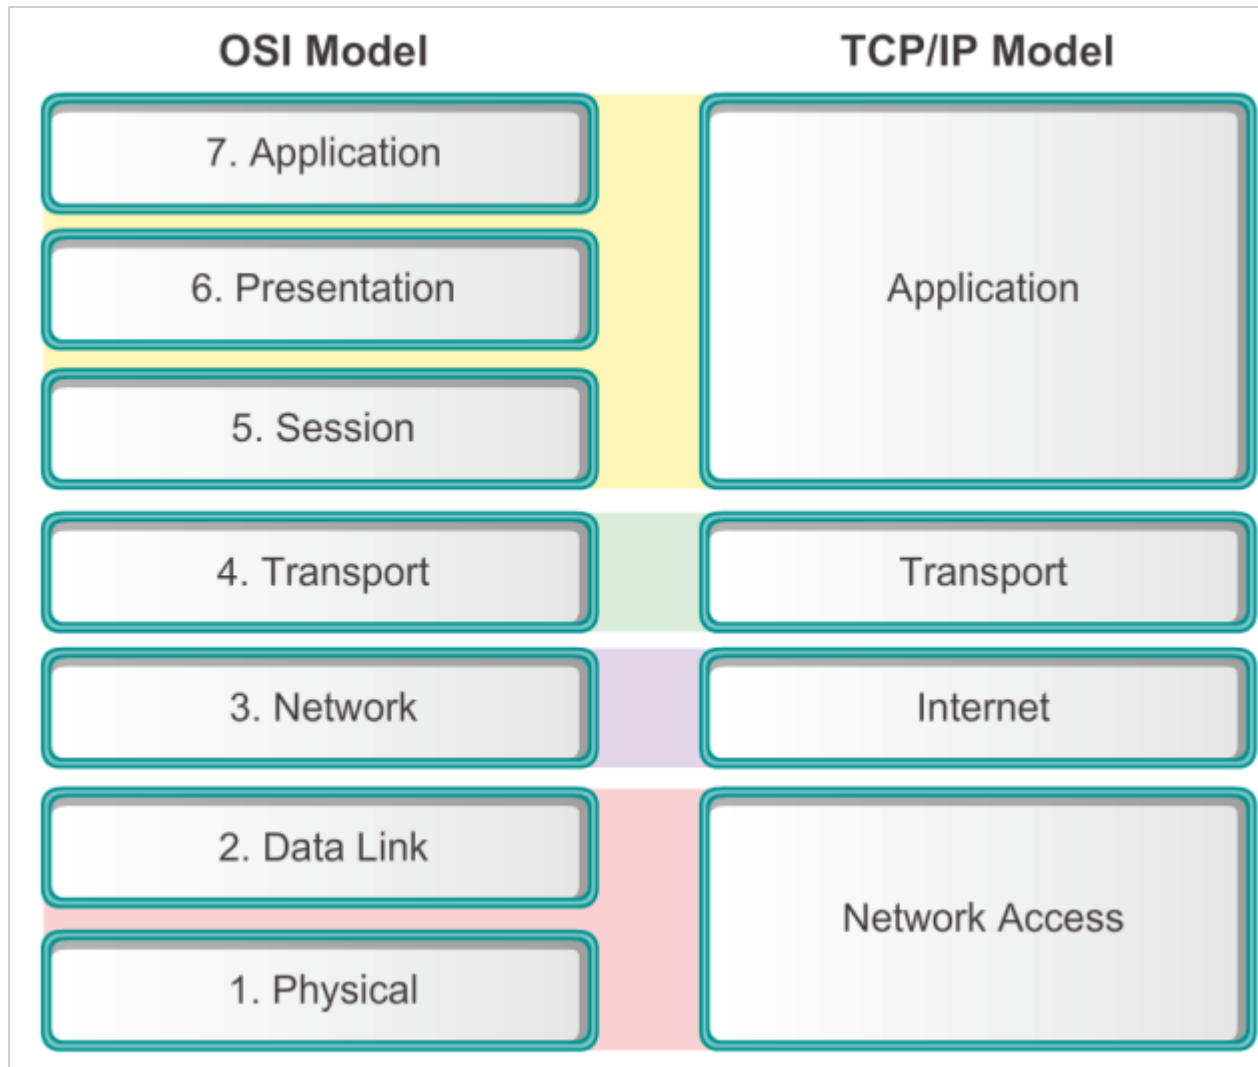 OSI Model
TCP/IP Model
7. Application
6. Presentation
5. Session
Application
4. Transport
Transport
3. Network
Internet
2. Data Link
1. Physical
Network Access